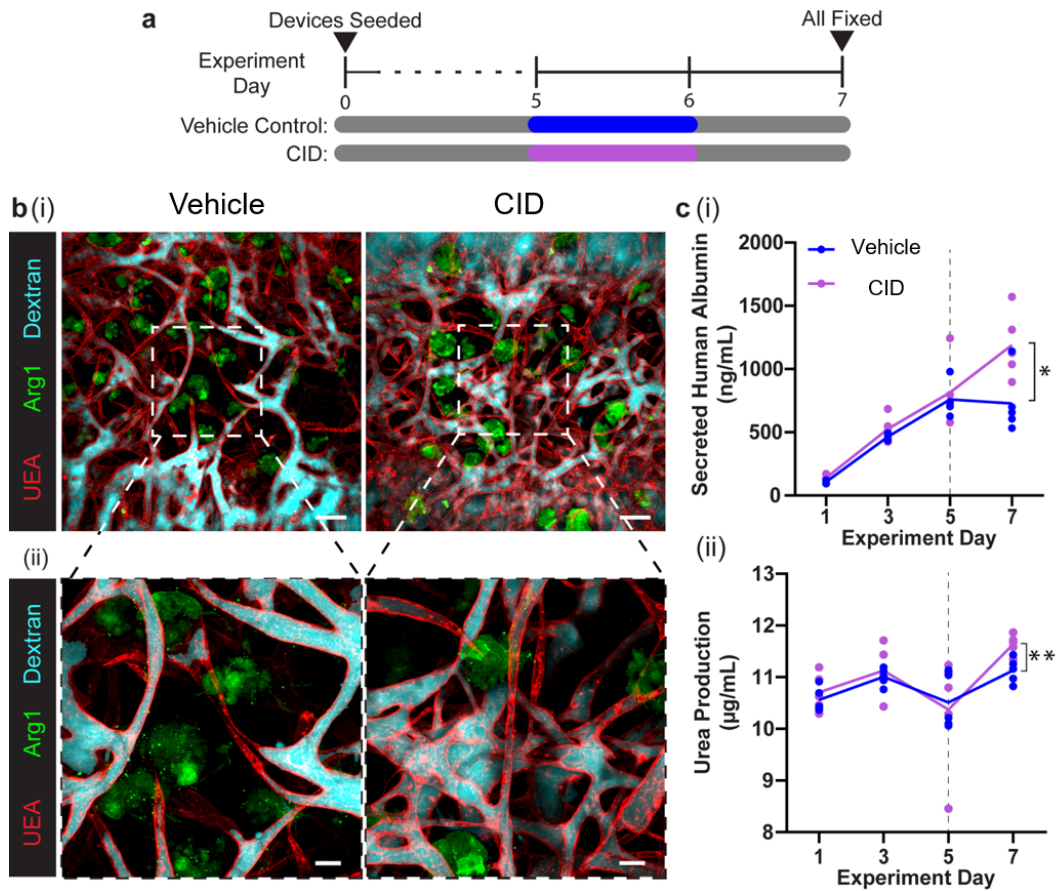 a
Devices Seeded
All Fixed
Experiment
Day
0
5
6
7
Vehicle Control:
CID:
b (i)
Vehicle
CID
UEA Arg1 Dextran
(ii)
UEA Arg1 Dextran
c (i)
Secreted Human Albumin
(ng/mL)
2000
1500
1000
500
0
Vehicle
CID
*
1 3 5 7
Experiment Day
(ii)
Urea Production
(µg/mL)
13
12
11
10
9
8
**
1 3 5 7
Experiment Day